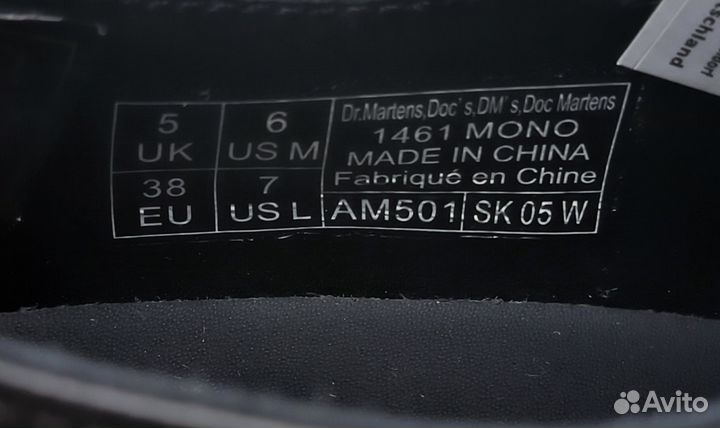 5 UK
6 US M
38 EU
7 US L
Dr.Martens,Doc's,DM's,Doc Martens
1461 MONO
MADE IN CHINA
Fabriqué en Chine
AM501 SK 05 W
Avito